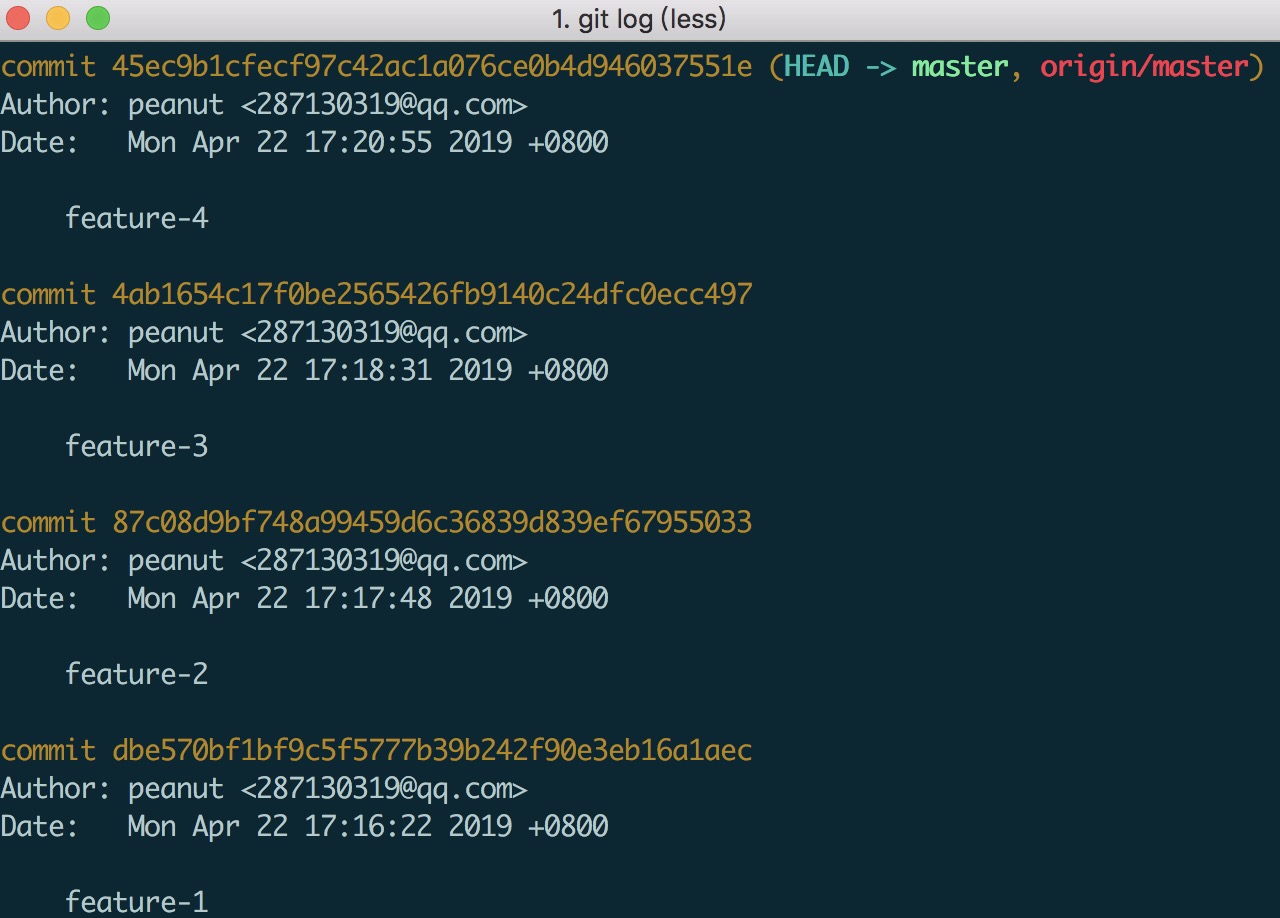 1. git log (less)
commit 45ec9b1cfecf97c42ac1a076ce0b4d946037551e (HEAD -> master, origin/master)
Author: peanut <287130319@qq.com>
Date:   Mon Apr 22 17:20:55 2019 +0800
feature-4
commit 4ab1654c17f0be2565426fb9140c24dfc0ecc497
Author: peanut <287130319@qq.com>
Date:   Mon Apr 22 17:18:31 2019 +0800
feature-3
commit 87c08d9bf748a99459d6c36839d839ef67955033
Author: peanut <287130319@qq.com>
Date:   Mon Apr 22 17:17:48 2019 +0800
feature-2
commit dbe570bf1bf9c5f5777b39b242f90e3eb16a1aec
Author: peanut <287130319@qq.com>
Date:   Mon Apr 22 17:16:22 2019 +0800
feature-1